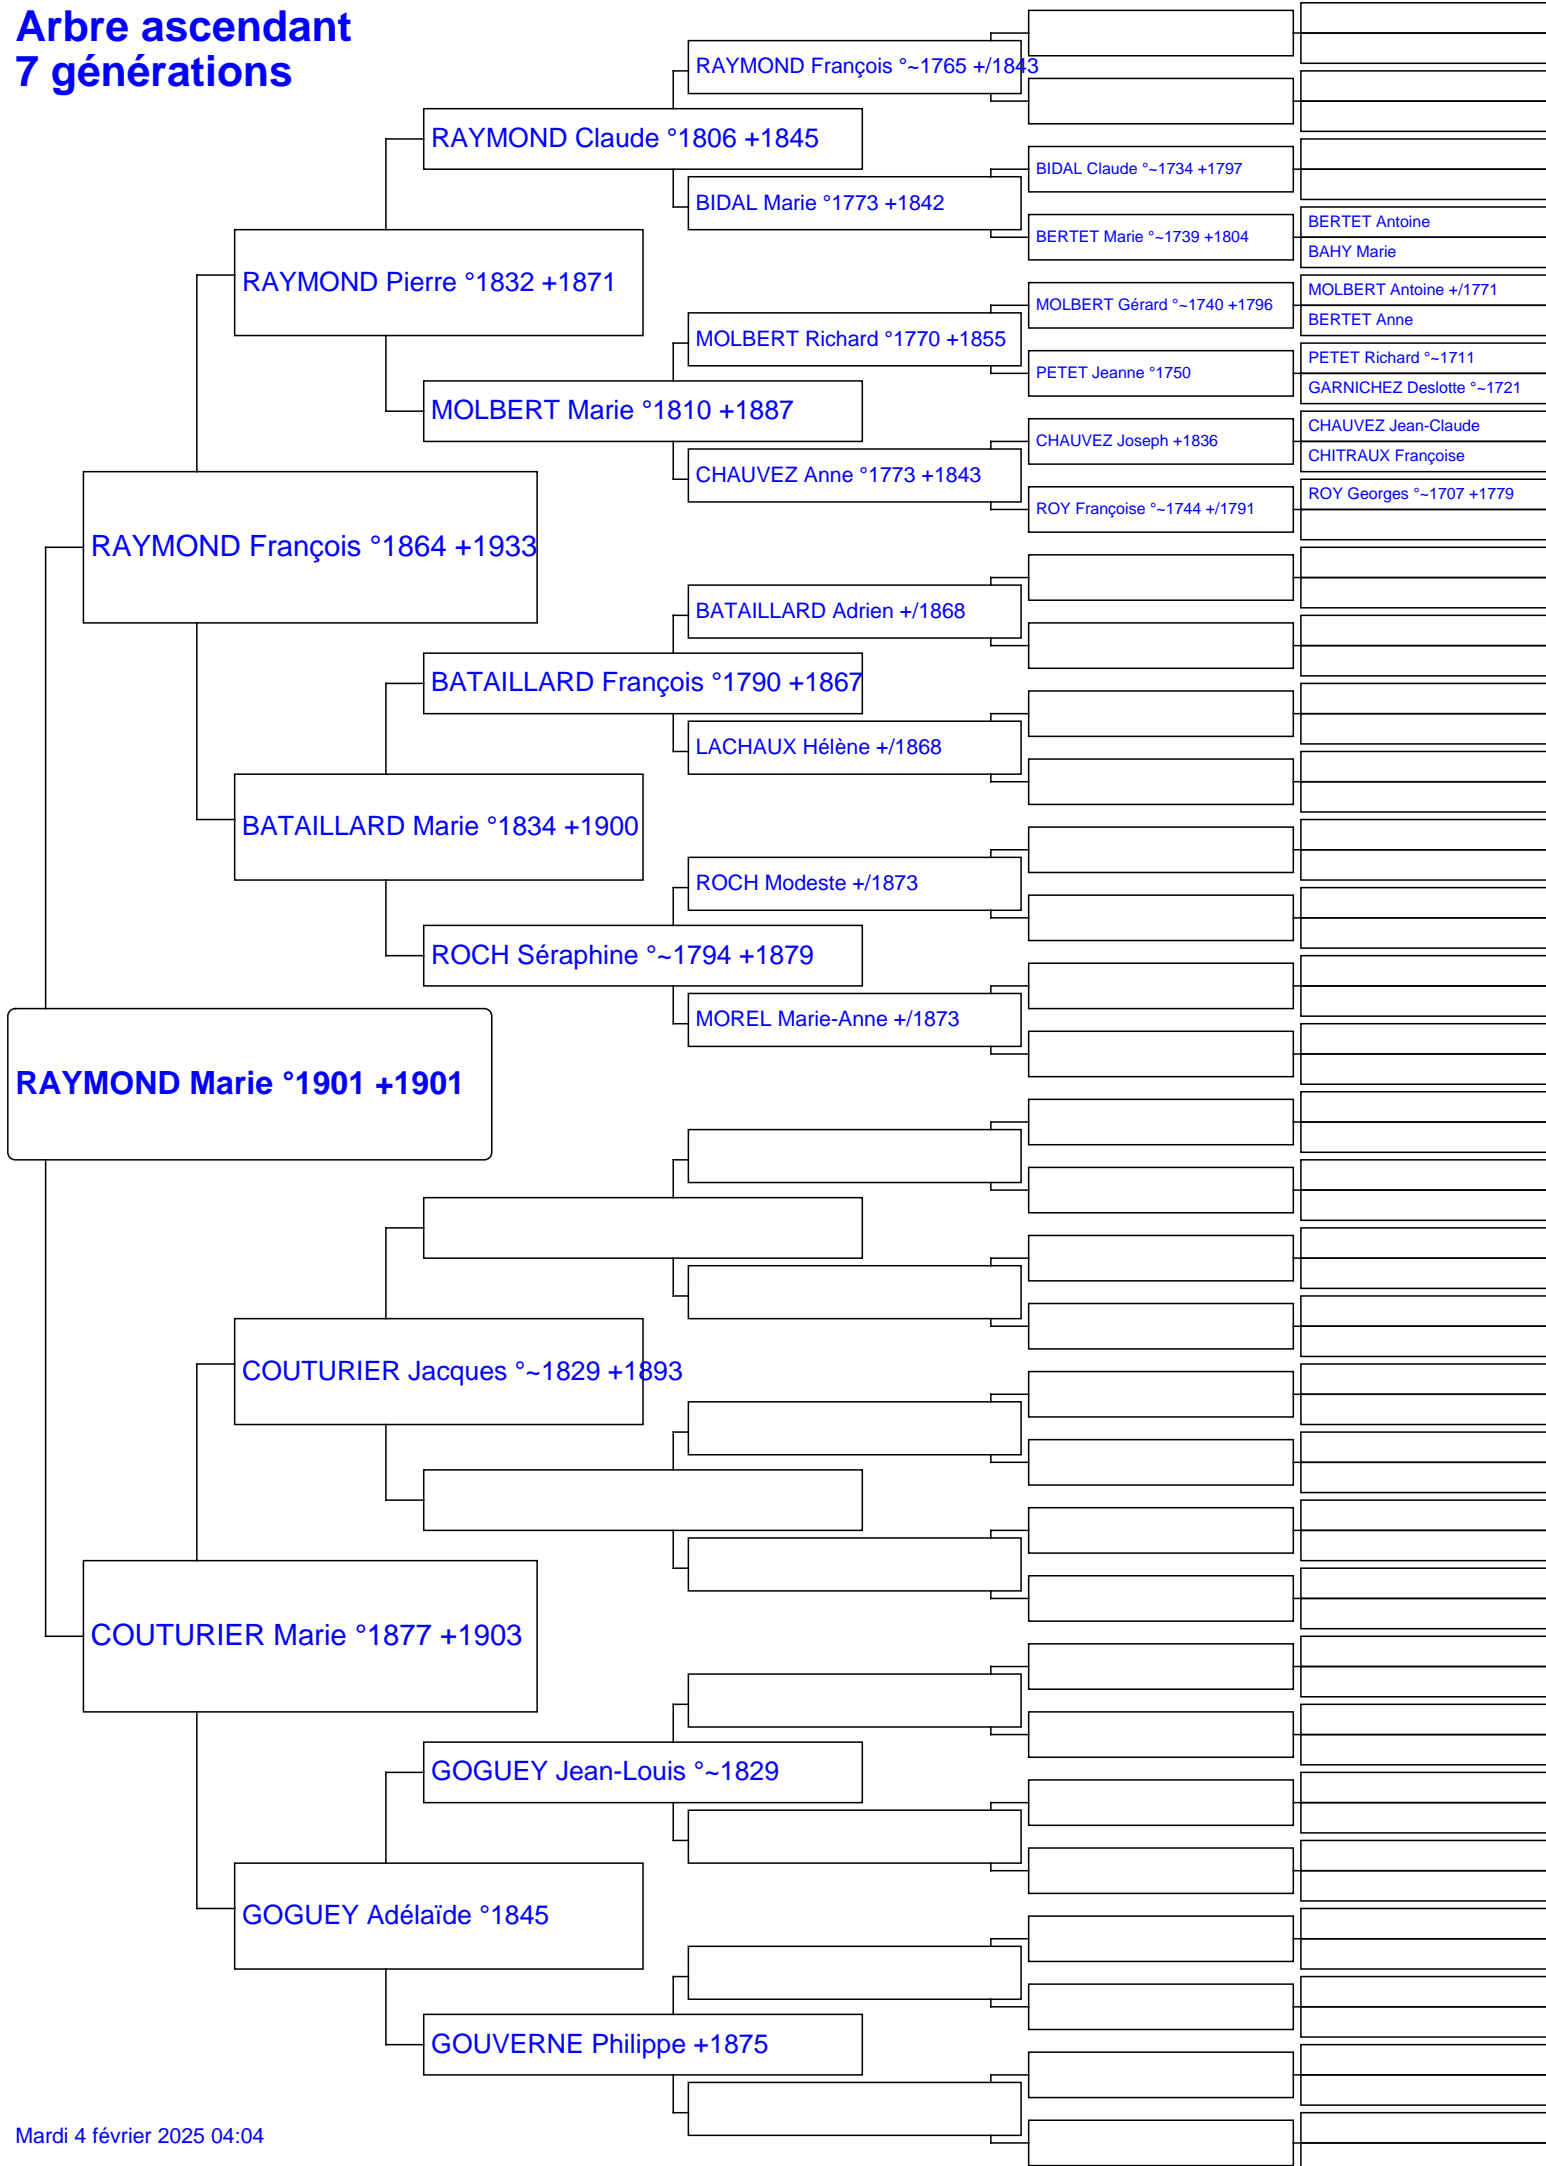 Arbre ascendant
7 générations
RAYMOND François °~1765 +/1843
RAYMOND Claude °1806 +1845
BIDAL Claude °~1734 +1797
BIDAL Marie °1773 +1842
BERTET Antoine
BERTET Marie °~1739 +1804
BAHY Marie
RAYMOND Pierre °1832 +1871
MOLBERT Antoine +/1771
MOLBERT Gérard °~1740 +1796
BERTET Anne
MOLBERT Richard °1770 +1855
PETET Richard °~1711
PETET Jeanne °1750
GARNICHEZ Deslotte °~1721
MOLBERT Marie °1810 +1887
CHAUVEZ Jean-Claude
CHAUVEZ Joseph +1836
CHITRAUX Françoise
CHAUVEZ Anne °1773 +1843
ROY Georges °~1707 +1779
ROY Françoise °~1744 +/1791
RAYMOND François °1864 +1933
BATAILLARD Adrien +/1868
BATAILLARD François °1790 +1867
LACHAUX Hélène +/1868
BATAILLARD Marie °1834 +1900
ROCH Modeste +/1873
ROCH Séraphine °~1794 +1879
MOREL Marie-Anne +/1873
RAYMOND Marie °1901 +1901
COUTURIER Jacques °~1829 +1893
COUTURIER Marie °1877 +1903
GOGUEY Jean-Louis °~1829
GOGUEY Adélaïde °1845
GOUVERNE Philippe +1875
Mardi 4 février 2025 04:04